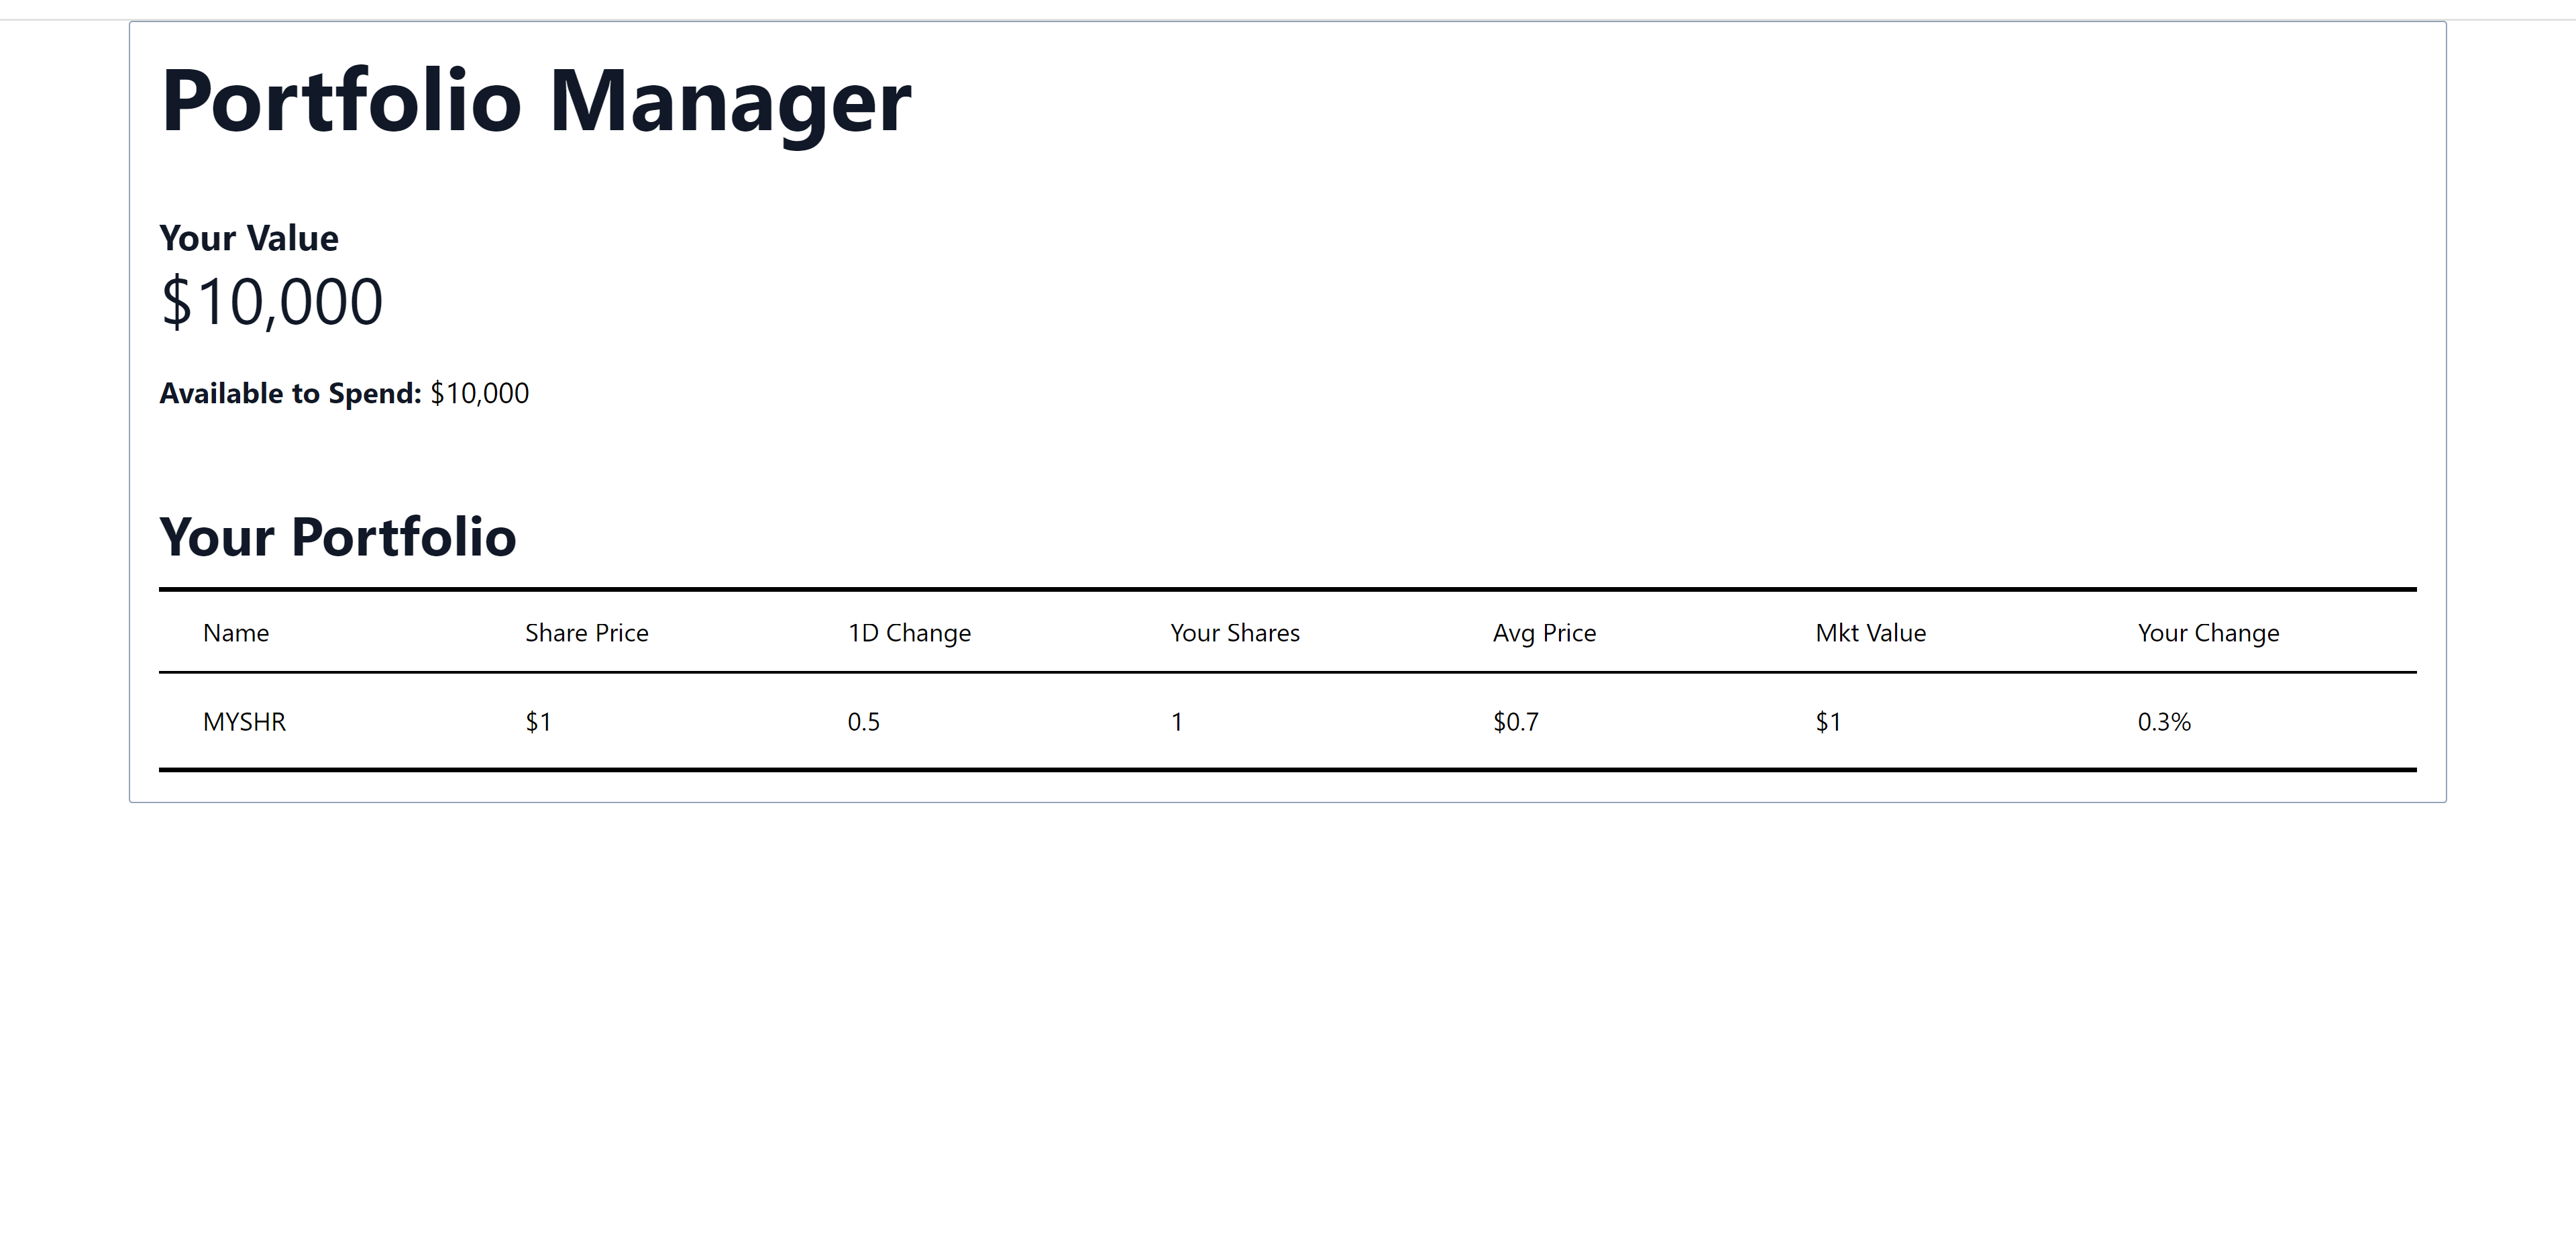 Portfolio Manager
Your Value
$10,000
Available to Spend: $10,000
Your Portfolio
Name Share Price 1D Change Your Shares Avg Price Mkt Value Your Change
MYSHR $1 0.5 1 $0.7 $1 0.3%